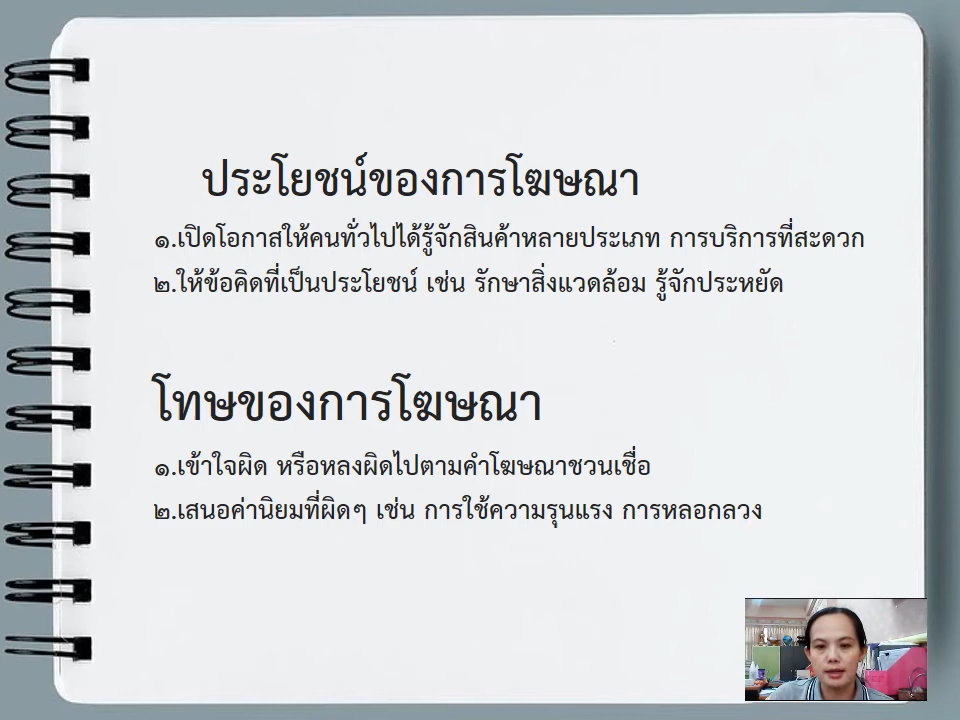 ประโยชน์ของการโฆษณา
๑.เปิดโอกาสให้คนทั่วไปได้รู้จักสินค้าหลายประเภท การบริการที่สะดวก
๒.ให้ข้อคิดที่เป็นประโยชน์ เช่น รักษาสิ่งแวดล้อม รู้จักประหยัด
โทษของการโฆษณา
๑.เข้าใจผิด หรือหลงผิดไปตามคำโฆษณาชวนเชื่อ
๒.เสนอค่านิยมที่ผิดๆ เช่น การใช้ความรุนแรง การหลอกลวง